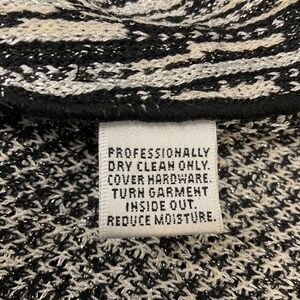 PROFESSIONALLY
DRY CLEAN ONLY.
COVER HARDWARE.
TURN GARMENT
INSIDE OUT.
REDUCE MOISTURE.